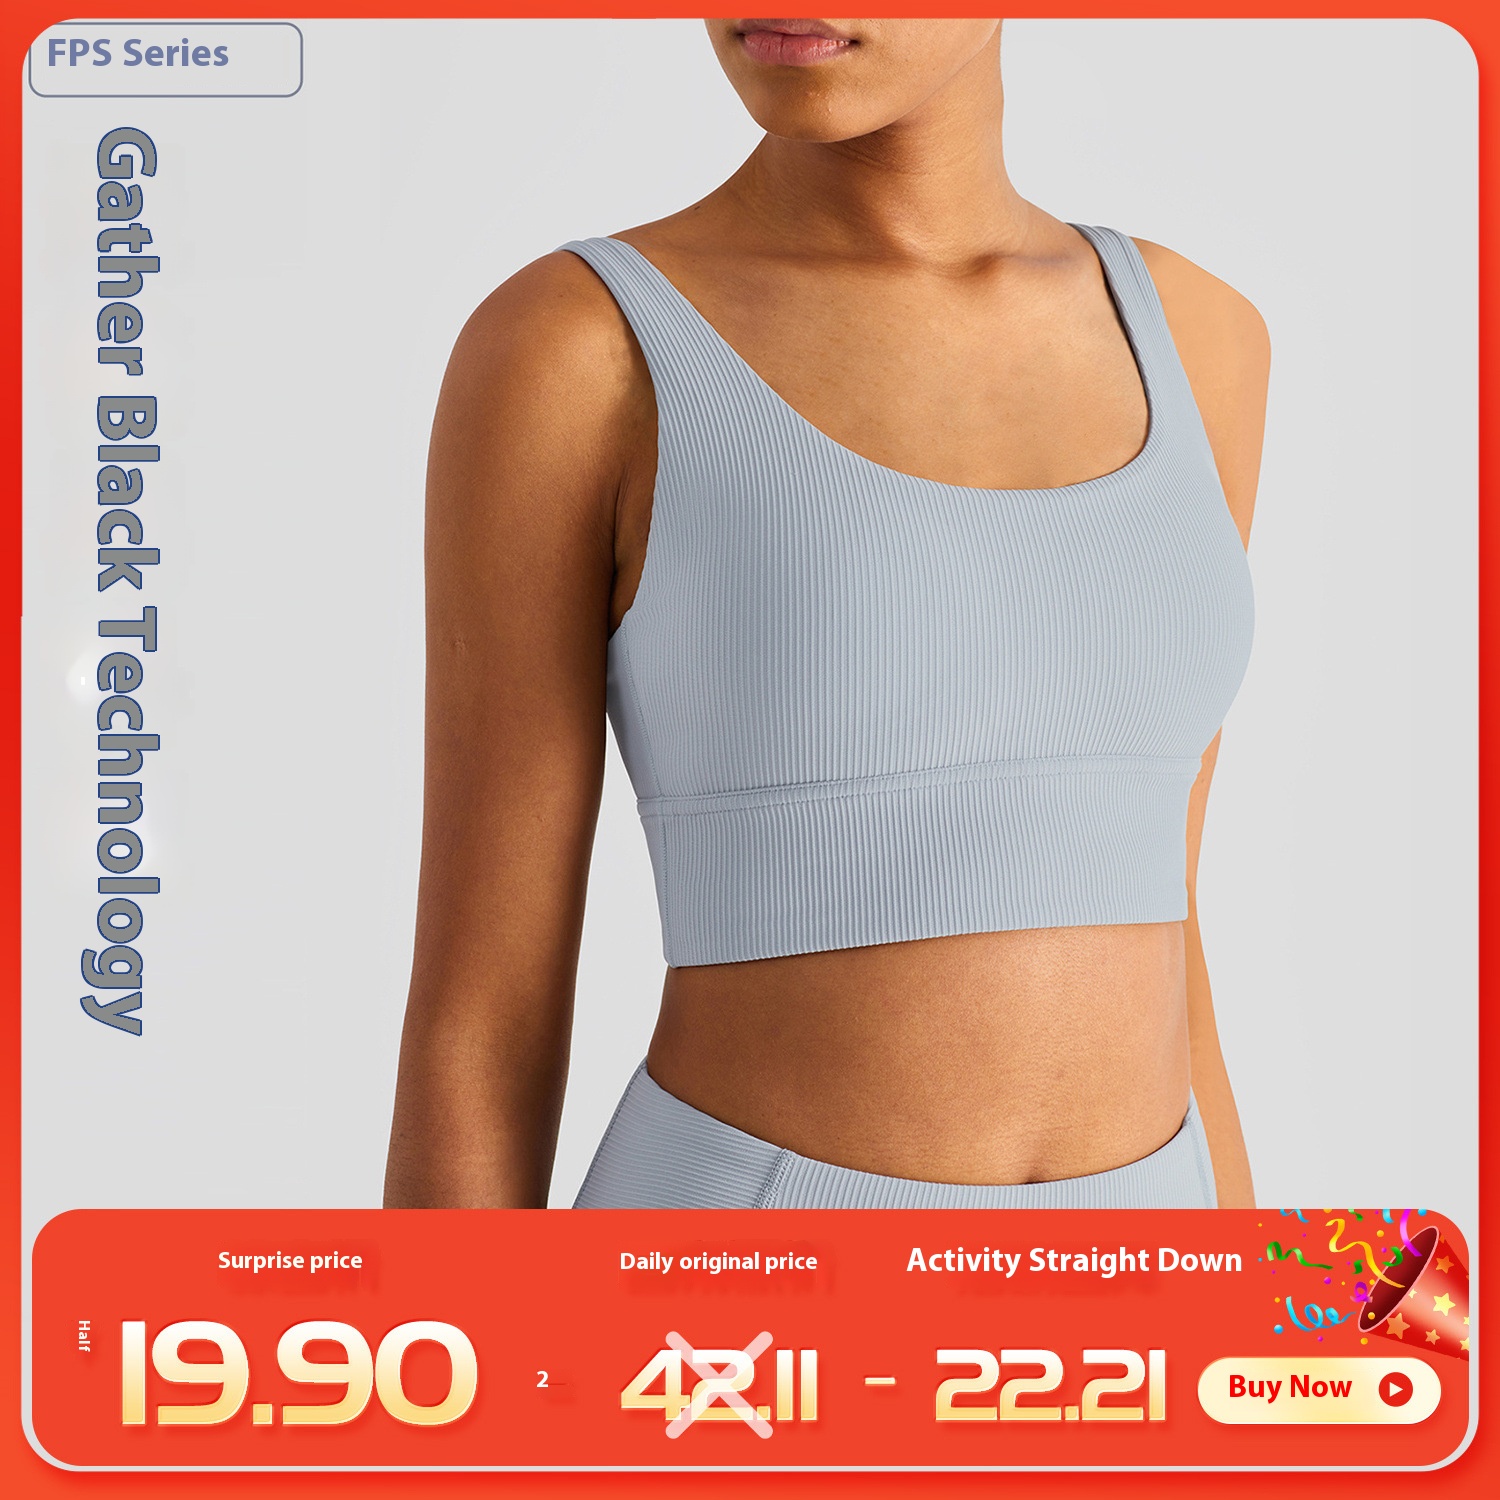 FPS Series
Gather Black Technology
Surprise price
Daily original price
Activity Straight Down
Half
19.90
2
42.11
–
22.21
Buy Now